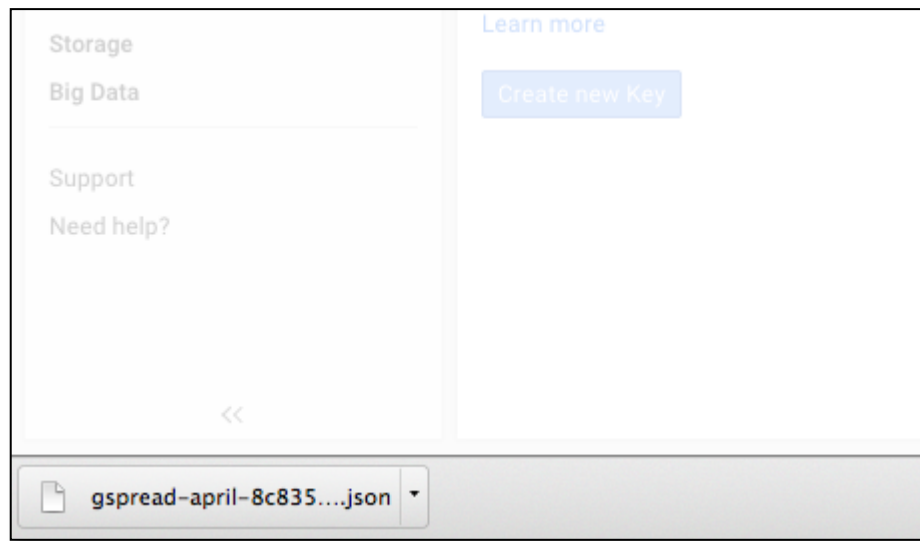 Storage
Big Data
Support
Need help?
Learn more
Create new Key
gspread-april-8c835....json